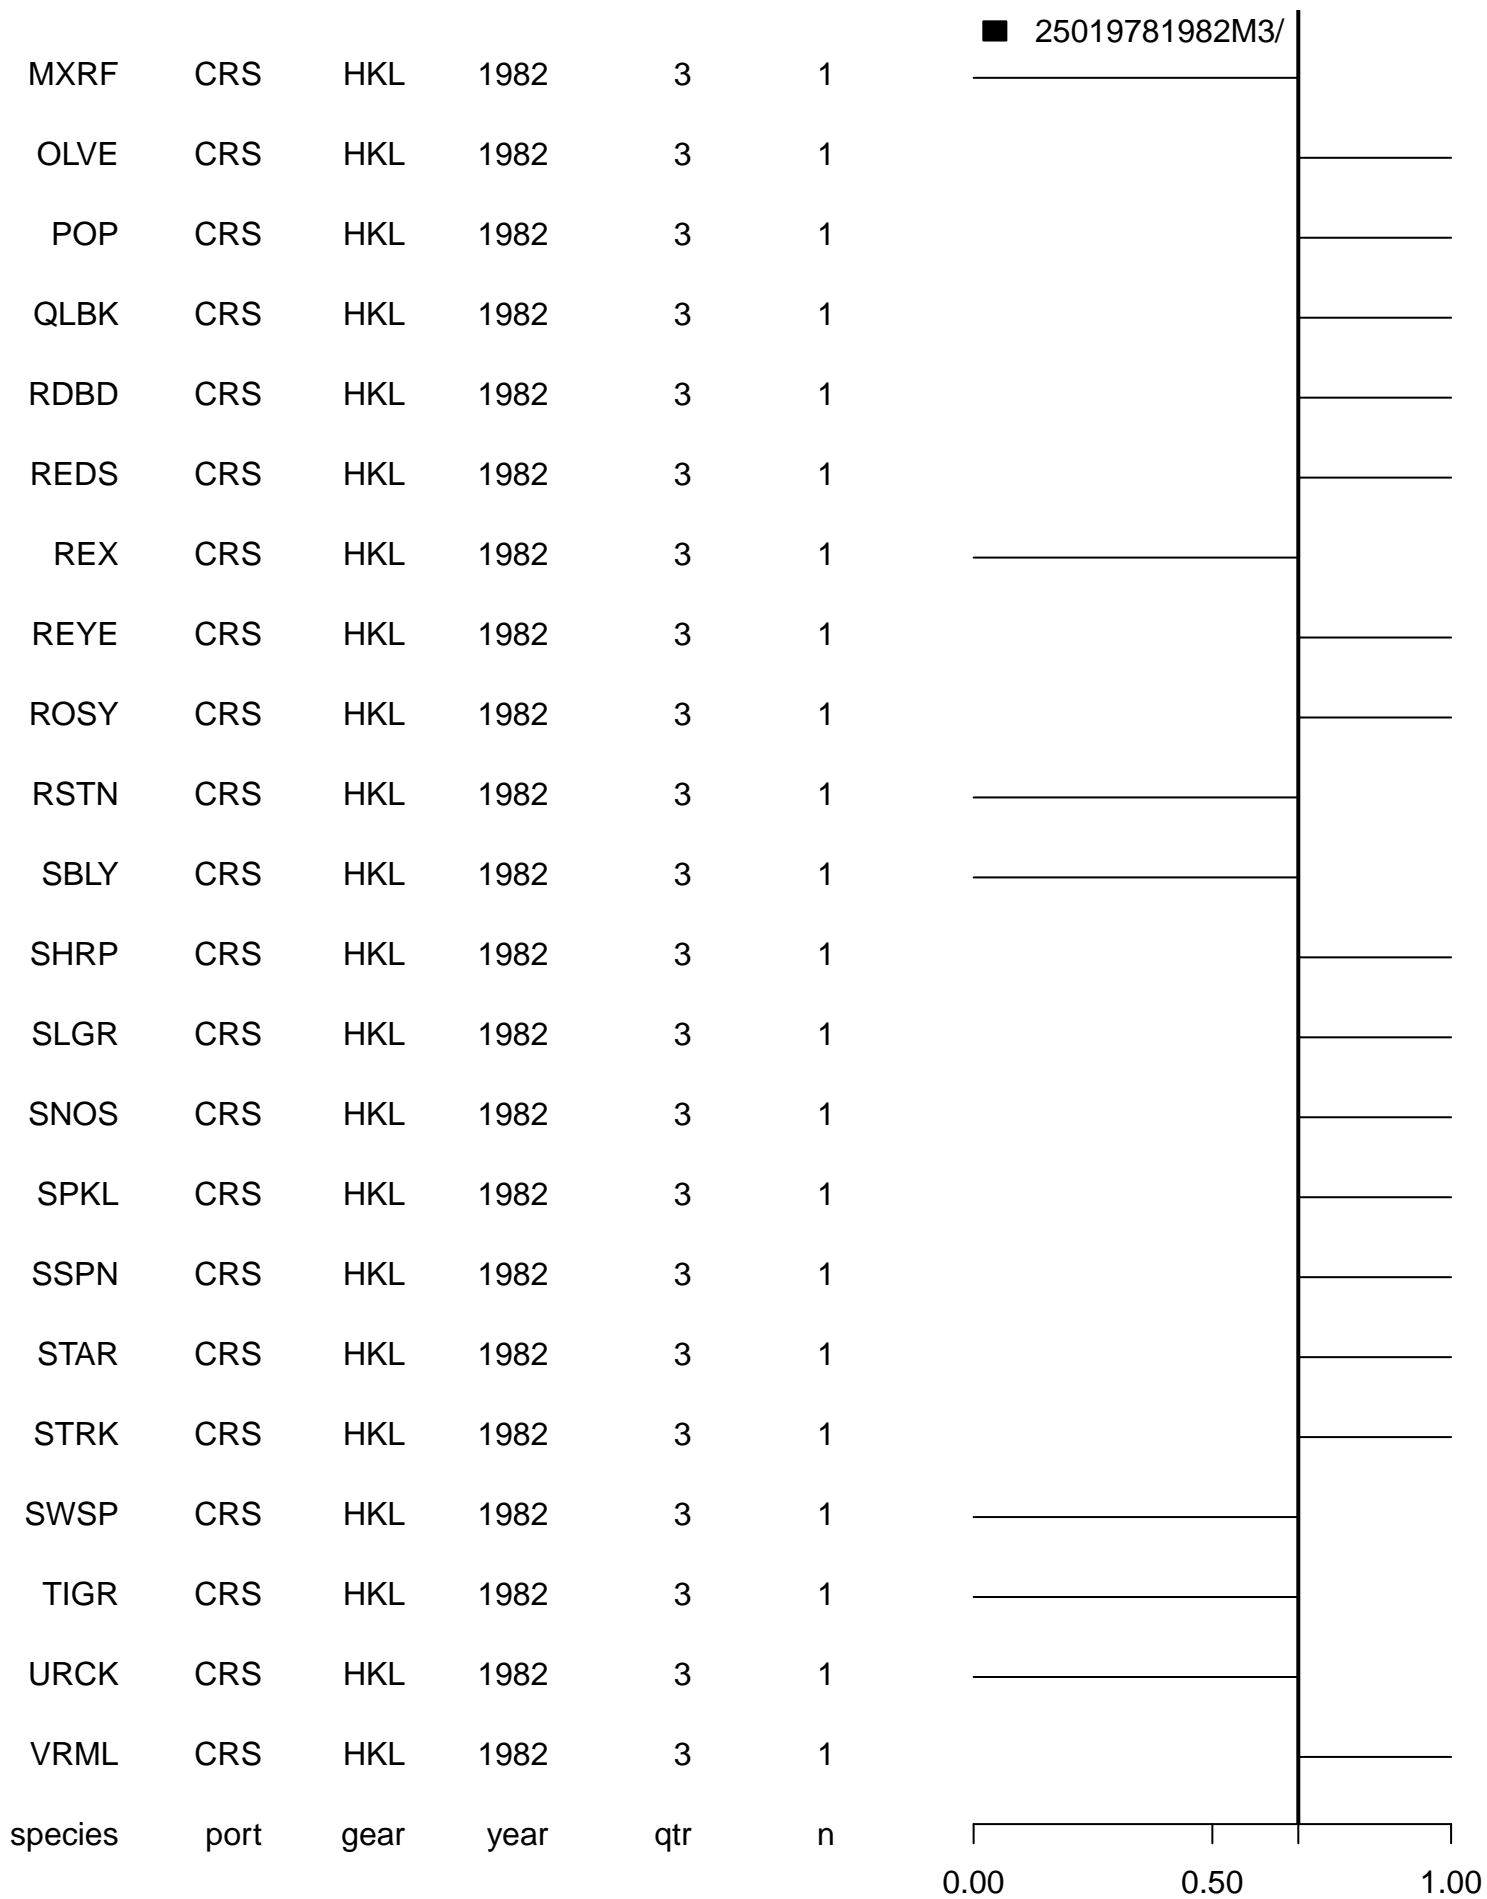 25019781982M3/
MXRF CRS HKL 1982 3 1
OLVE CRS HKL 1982 3 1
POP CRS HKL 1982 3 1
QLBK CRS HKL 1982 3 1
RDBD CRS HKL 1982 3 1
REDS CRS HKL 1982 3 1
REX CRS HKL 1982 3 1
REYE CRS HKL 1982 3 1
ROSY CRS HKL 1982 3 1
RSTN CRS HKL 1982 3 1
SBLY CRS HKL 1982 3 1
SHRP CRS HKL 1982 3 1
SLGR CRS HKL 1982 3 1
SNOS CRS HKL 1982 3 1
SPKL CRS HKL 1982 3 1
SSPN CRS HKL 1982 3 1
STAR CRS HKL 1982 3 1
STRK CRS HKL 1982 3 1
SWSP CRS HKL 1982 3 1
TIGR CRS HKL 1982 3 1
URCK CRS HKL 1982 3 1
VRML CRS HKL 1982 3 1
species port gear year qtr n
0.00 0.50 1.00